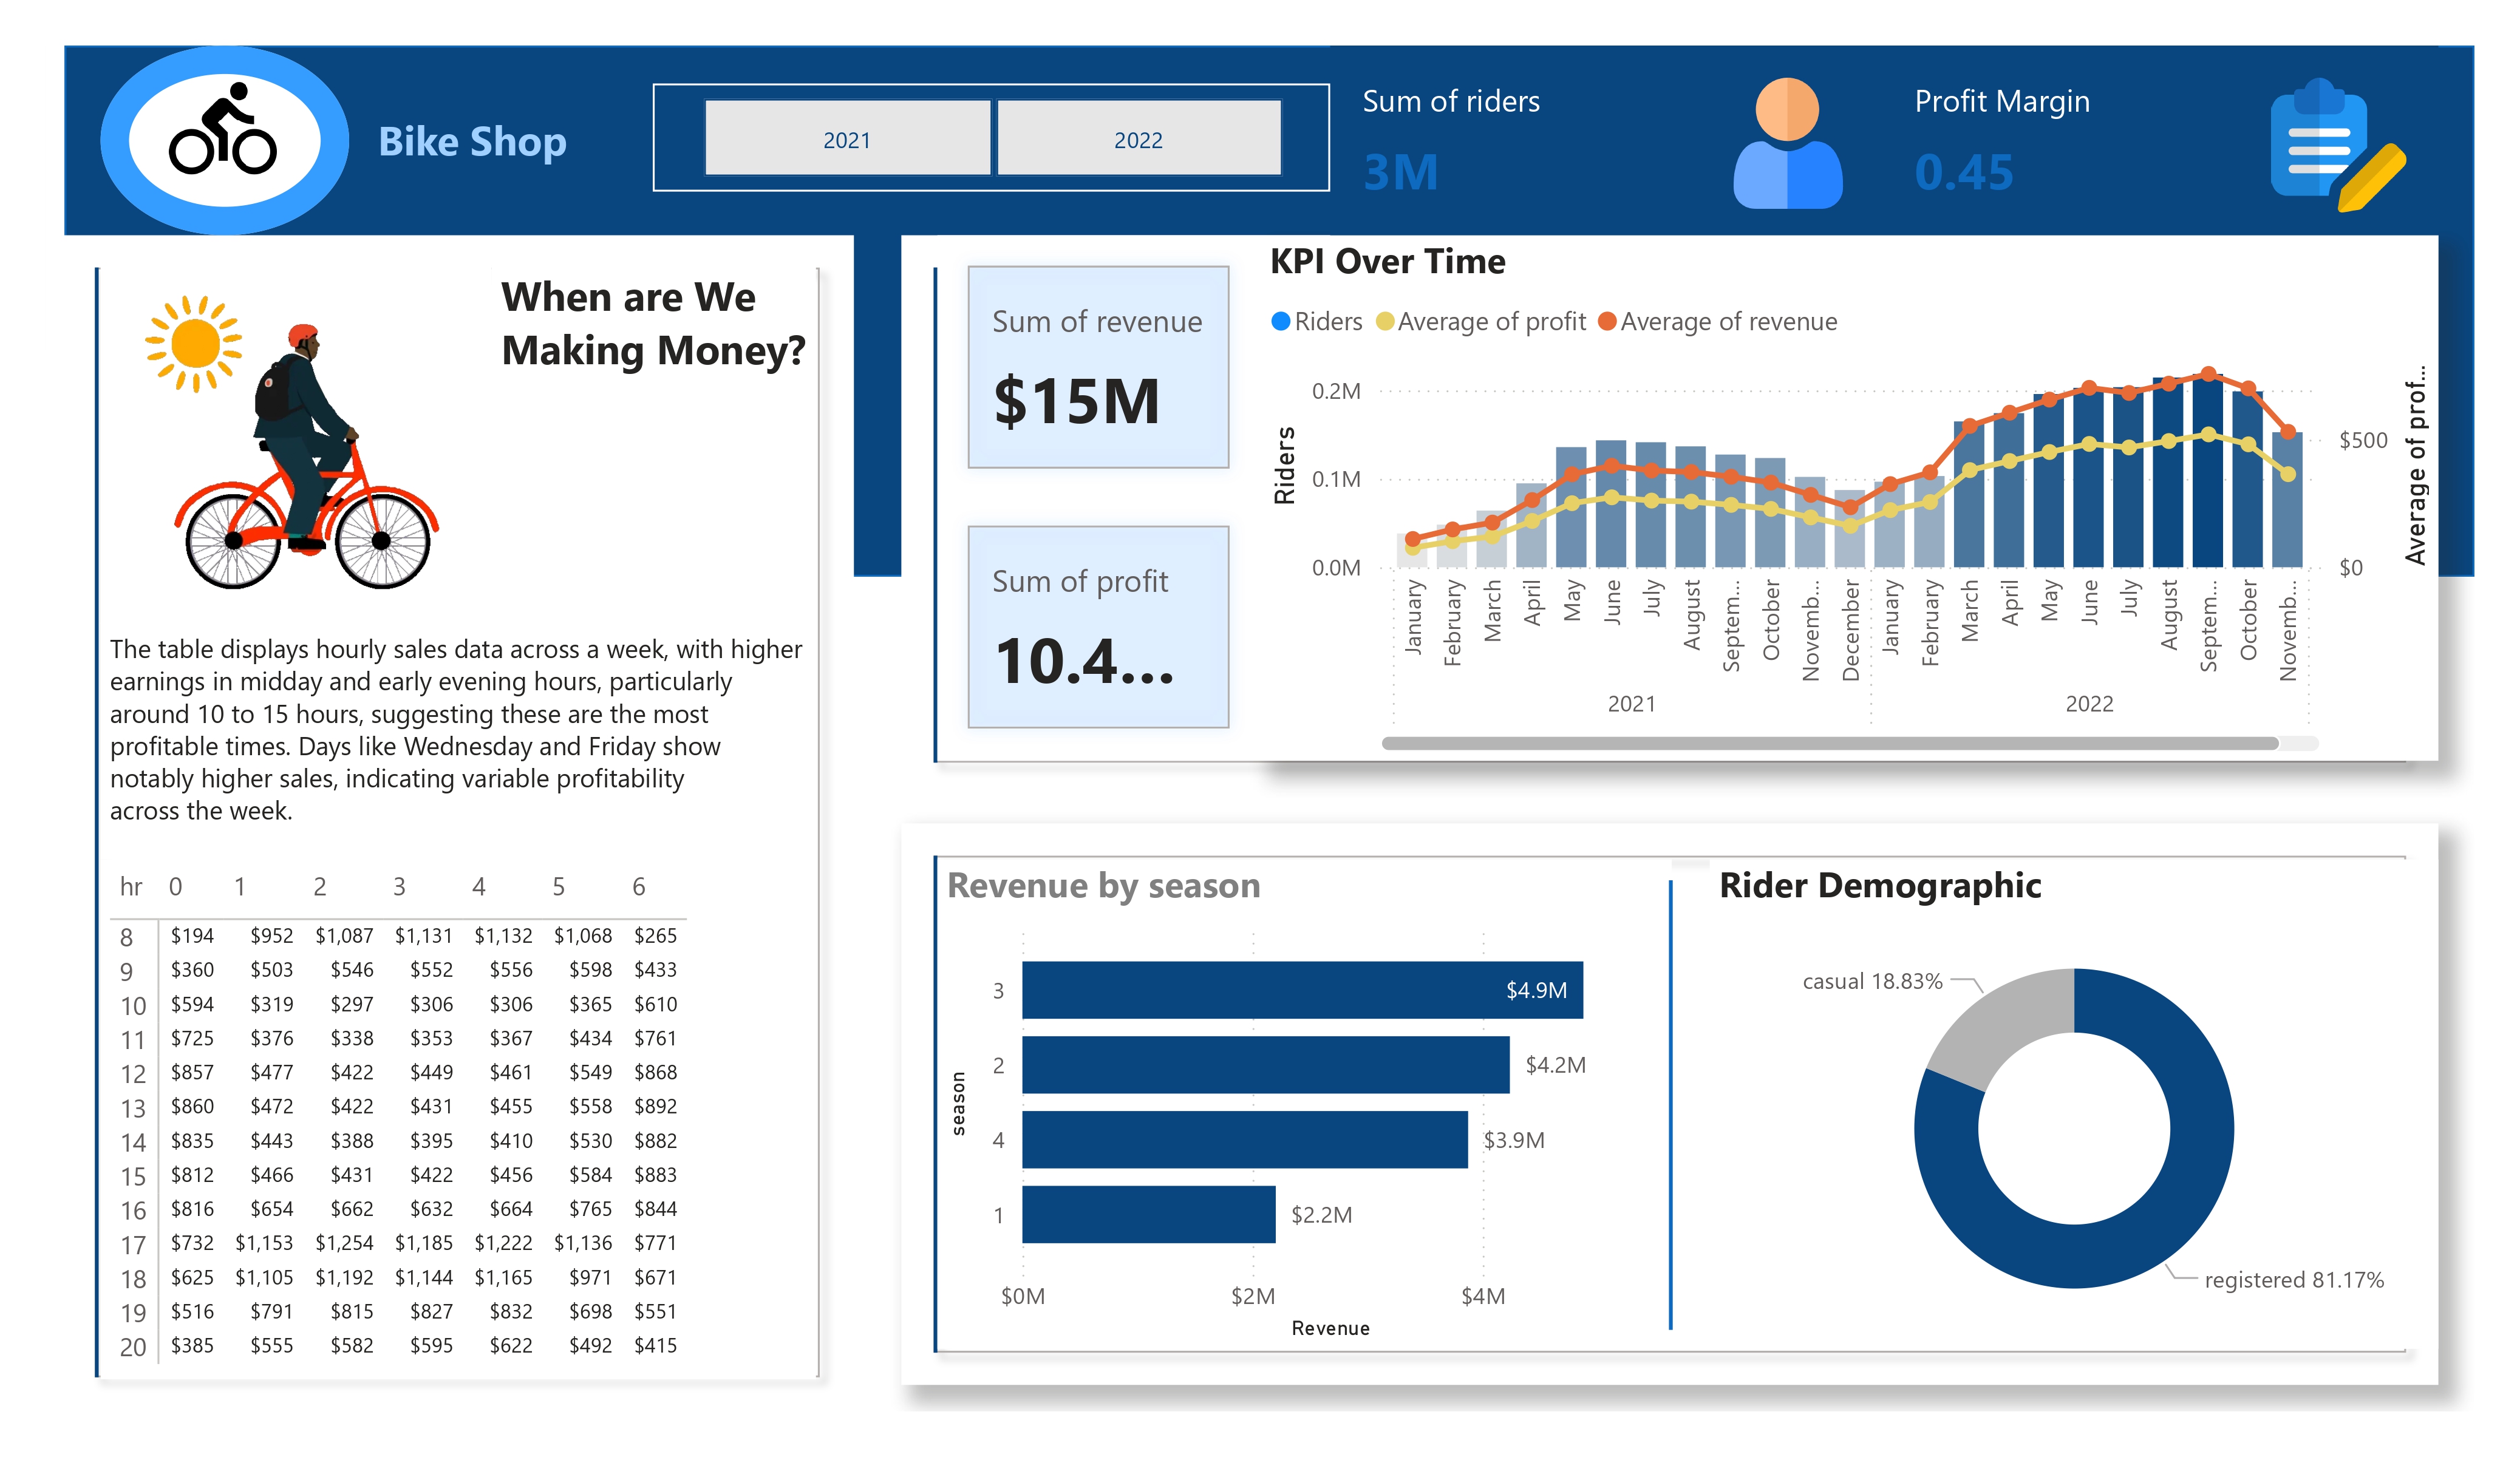 Bike Shop
2021
2022
Sum of riders
3M
Profit Margin
0.45
When are We
Making Money?
The table displays hourly sales data across a week, with higher
earnings in midday and early evening hours, particularly
around 10 to 15 hours, suggesting these are the most
profitable times. Days like Wednesday and Friday show
notably higher sales, indicating variable profitability
across the week.
hr 0 1 2 3 4 5 6
8 $194 $952 $1,087 $1,131 $1,132 $1,068 $265
9 $360 $503 $546 $552 $556 $598 $433
10 $594 $319 $297 $306 $306 $365 $610
11 $725 $376 $338 $353 $367 $434 $761
12 $857 $477 $422 $449 $461 $549 $868
13 $860 $472 $422 $431 $455 $558 $892
14 $835 $443 $388 $395 $410 $530 $882
15 $812 $466 $431 $422 $456 $584 $883
16 $816 $654 $662 $632 $664 $765 $844
17 $732 $1,153 $1,254 $1,185 $1,222 $1,136 $771
18 $625 $1,105 $1,192 $1,144 $1,165 $971 $671
19 $516 $791 $815 $827 $832 $698 $551
20 $385 $555 $582 $595 $622 $492 $415
Sum of revenue
$15M
Sum of profit
10.4...
KPI Over Time
Riders Average of profit Average of revenue
Riders
0.2M
0.1M
0.0M
$500
$0
Average of prof...
January
February
March
April
May
June
July
August
Septem...
October
Novemb...
December
January
February
March
April
May
June
July
August
Septem...
October
Novemb...
2021
2022
Revenue by season
season
3 $4.9M
2 $4.2M
4 $3.9M
1 $2.2M
$0M $2M $4M
Revenue
Rider Demographic
casual 18.83%
registered 81.17%